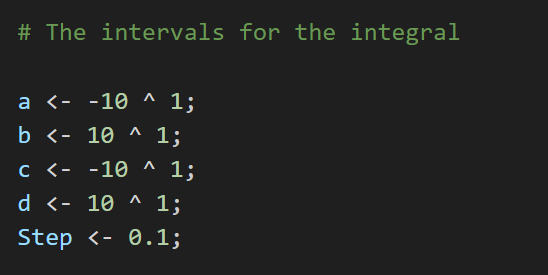 # The intervals for the integral
a <- -10 ^ 1;
b <- 10 ^ 1;
c <- -10 ^ 1;
d <- 10 ^ 1;
Step <- 0.1;